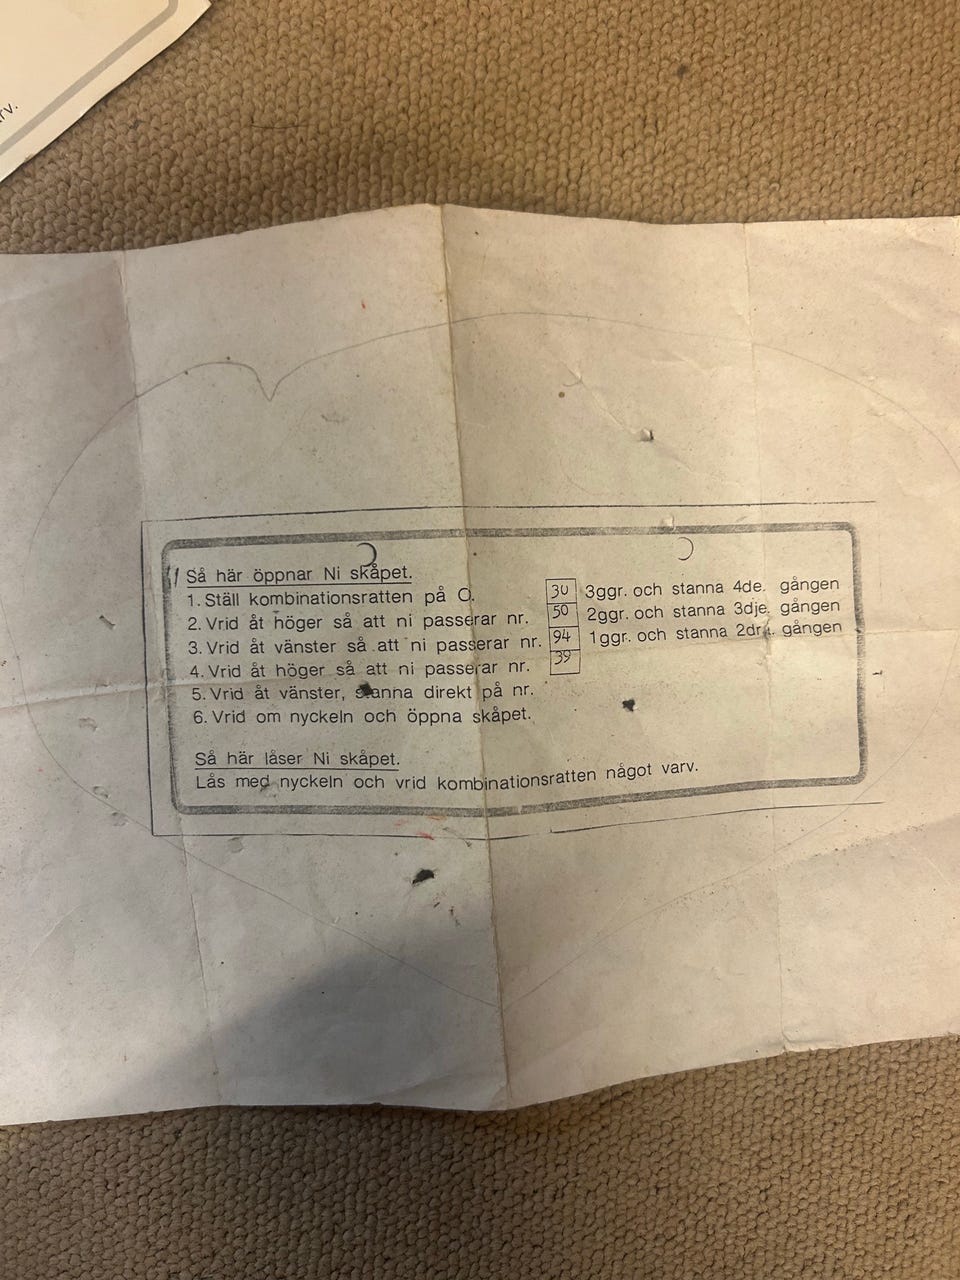 rv.
Så här öppnar Ni skåpet.
1. Ställ kombinationsratten på O.
2. Vrid åt höger så att ni passerar nr. 30 3ggr. och stanna 4de. gången
3. Vrid åt vänster så att ni passerar nr. 50 2ggr. och stanna 3dje. gången
4. Vrid åt höger så att ni passerar nr. 94 1ggr. och stanna 2dra. gången
5. Vrid åt vänster, stanna direkt på nr. 39
6. Vrid om nyckeln och öppna skåpet.
Så här låser Ni skåpet.
Lås med nyckeln och vrid kombinationsratten något varv.